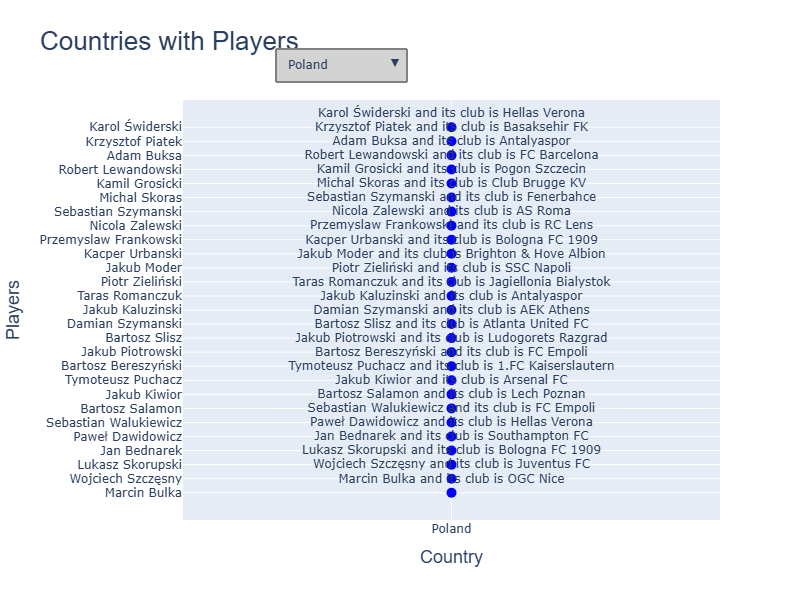 Countries with Players
Poland ▼
Karol Świderski and its club is Hellas Verona
Karol Świderski
Krzysztof Piatek and its club is Basaksehir FK
Krzysztof Piatek
Adam Buksa and its club is Antalyaspor
Adam Buksa
Robert Lewandowski and its club is FC Barcelona
Robert Lewandowski
Kamil Grosicki and its club is Pogon Szczecin
Kamil Grosicki
Michal Skoras and its club is Club Brugge KV
Michal Skoras
Sebastian Szymanski and its club is Fenerbahce
Sebastian Szymanski
Nicola Zalewski and its club is AS Roma
Nicola Zalewski
Przemyslaw Frankowski and its club is RC Lens
Przemyslaw Frankowski
Kacper Urbanski and its club is Bologna FC 1909
Kacper Urbanski
Jakub Moder and its club is Brighton & Hove Albion
Jakub Moder
Piotr Zieliński and its club is SSC Napoli
Piotr Zieliński
Taras Romanczuk and its club is Jagiellonia Bialystok
Taras Romanczuk
Jakub Kaluzinski and its club is Antalyaspor
Jakub Kaluzinski
Damian Szymanski and its club is AEK Athens
Damian Szymanski
Bartosz Slisz and its club is Atlanta United FC
Bartosz Slisz
Jakub Piotrowski and its club is Ludogorets Razgrad
Jakub Piotrowski
Bartosz Bereszyński and its club is FC Empoli
Bartosz Bereszyński
Tymoteusz Puchacz and its club is 1.FC Kaiserslautern
Tymoteusz Puchacz
Jakub Kiwior and its club is Arsenal FC
Jakub Kiwior
Bartosz Salamon and its club is Lech Poznan
Bartosz Salamon
Sebastian Walukiewicz and its club is FC Empoli
Sebastian Walukiewicz
Paweł Dawidowicz and its club is Hellas Verona
Paweł Dawidowicz
Jan Bednarek and its club is Southampton FC
Jan Bednarek
Lukasz Skorupski and its club is Bologna FC 1909
Lukasz Skorupski
Wojciech Szczęsny and its club is Juventus FC
Wojciech Szczęsny
Marcin Bulka and its club is OGC Nice
Marcin Bulka
Players
Poland
Country